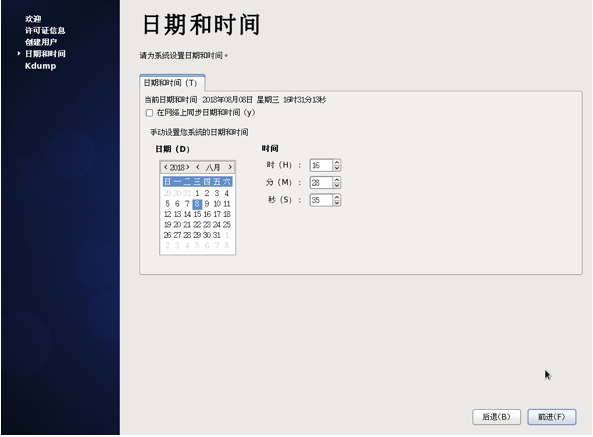 欢迎
许可证信息
创建用户
日期和时间
Kdump
日期和时间
请为系统设置日期和时间。
日期和时间（T）
当前日期和时间 2018年08月08日 星期三 16时31分13秒
在网络上同步日期和时间（y）
手动设置您系统的日期和时间
日期（D）
时间
< 2018 > < 八月 >
日 一 二 三 四 五 六
29 30 31 1 2 3 4
5 6 7 8 9 10 11
12 13 14 15 16 17 18
19 20 21 22 23 24 25
26 27 28 29 30 31 1
2 3 4 5 6 7 8
时（H）： 16
分（M）： 28
秒（S）： 35
后退(B)
前进(F)